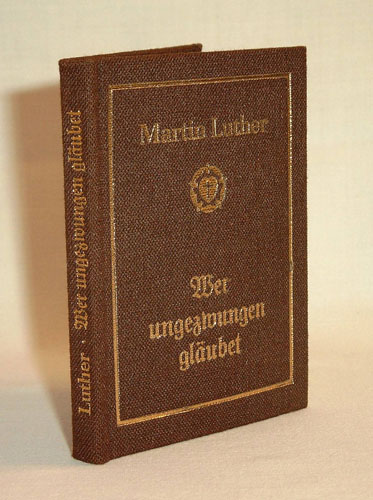 Martin Luther
Wer
ungezwungen
gläubet
Luther · Wer ungezwungen gläubet